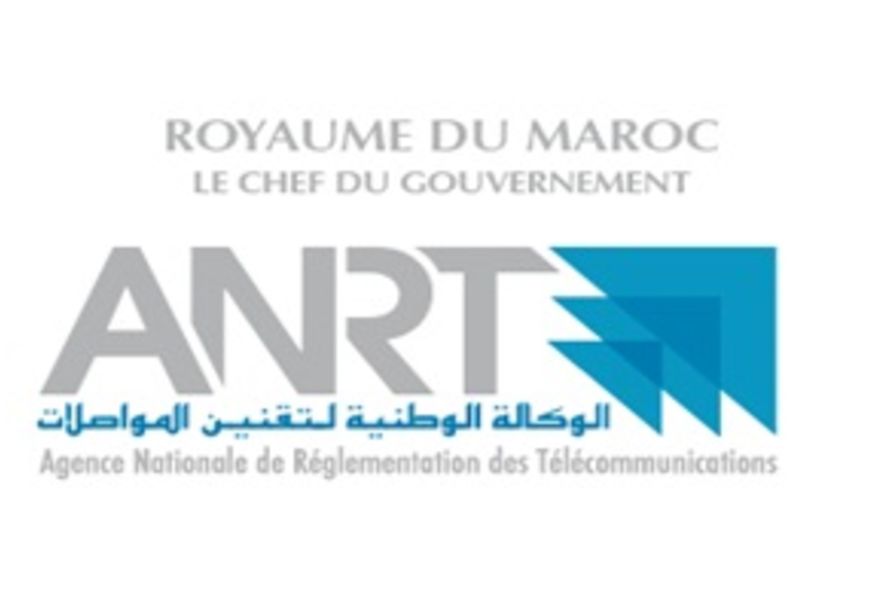 ROYAUME DU MAROC
LE CHEF DU GOUVERNEMENT
ANRT
الوكالة الوطنية لتقنين المواصلات
Agence Nationale de Réglementation des Télécommunications